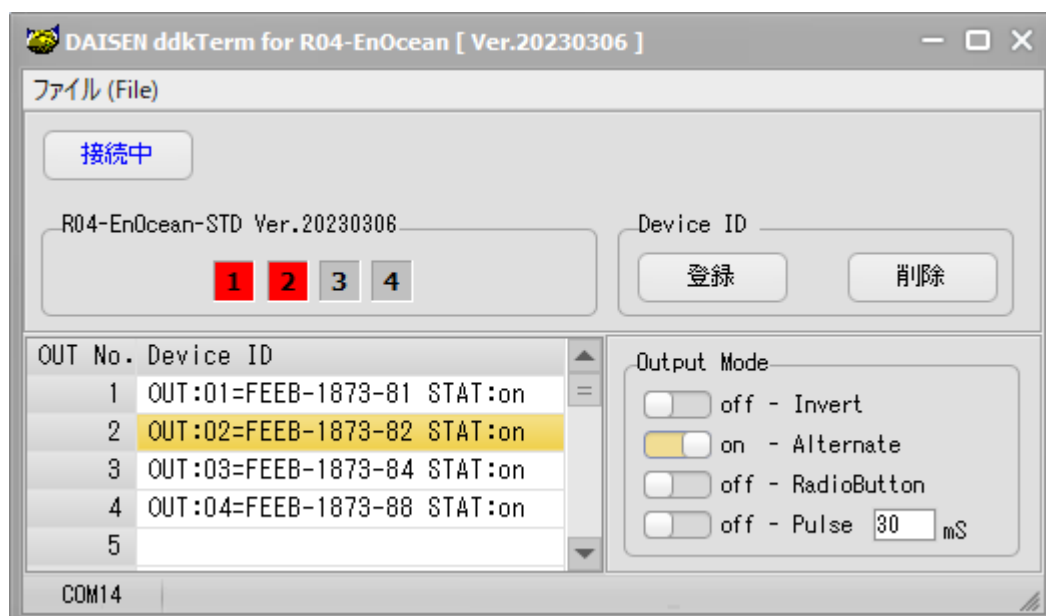 DAISEN ddkTerm for R04-EnOcean [ Ver.20230306 ]
ファイル (File)
接続中
R04-EnOcean-STD Ver.20230306
1 2 3 4
Device ID
登録 削除
OUT No. Device ID
1 OUT:01=FEEB-1873-81 STAT:on
2 OUT:02=FEEB-1873-82 STAT:on
3 OUT:03=FEEB-1873-84 STAT:on
4 OUT:04=FEEB-1873-88 STAT:on
5
Output Mode
off - Invert
on - Alternate
off - RadioButton
off - Pulse 30 mS
COM14